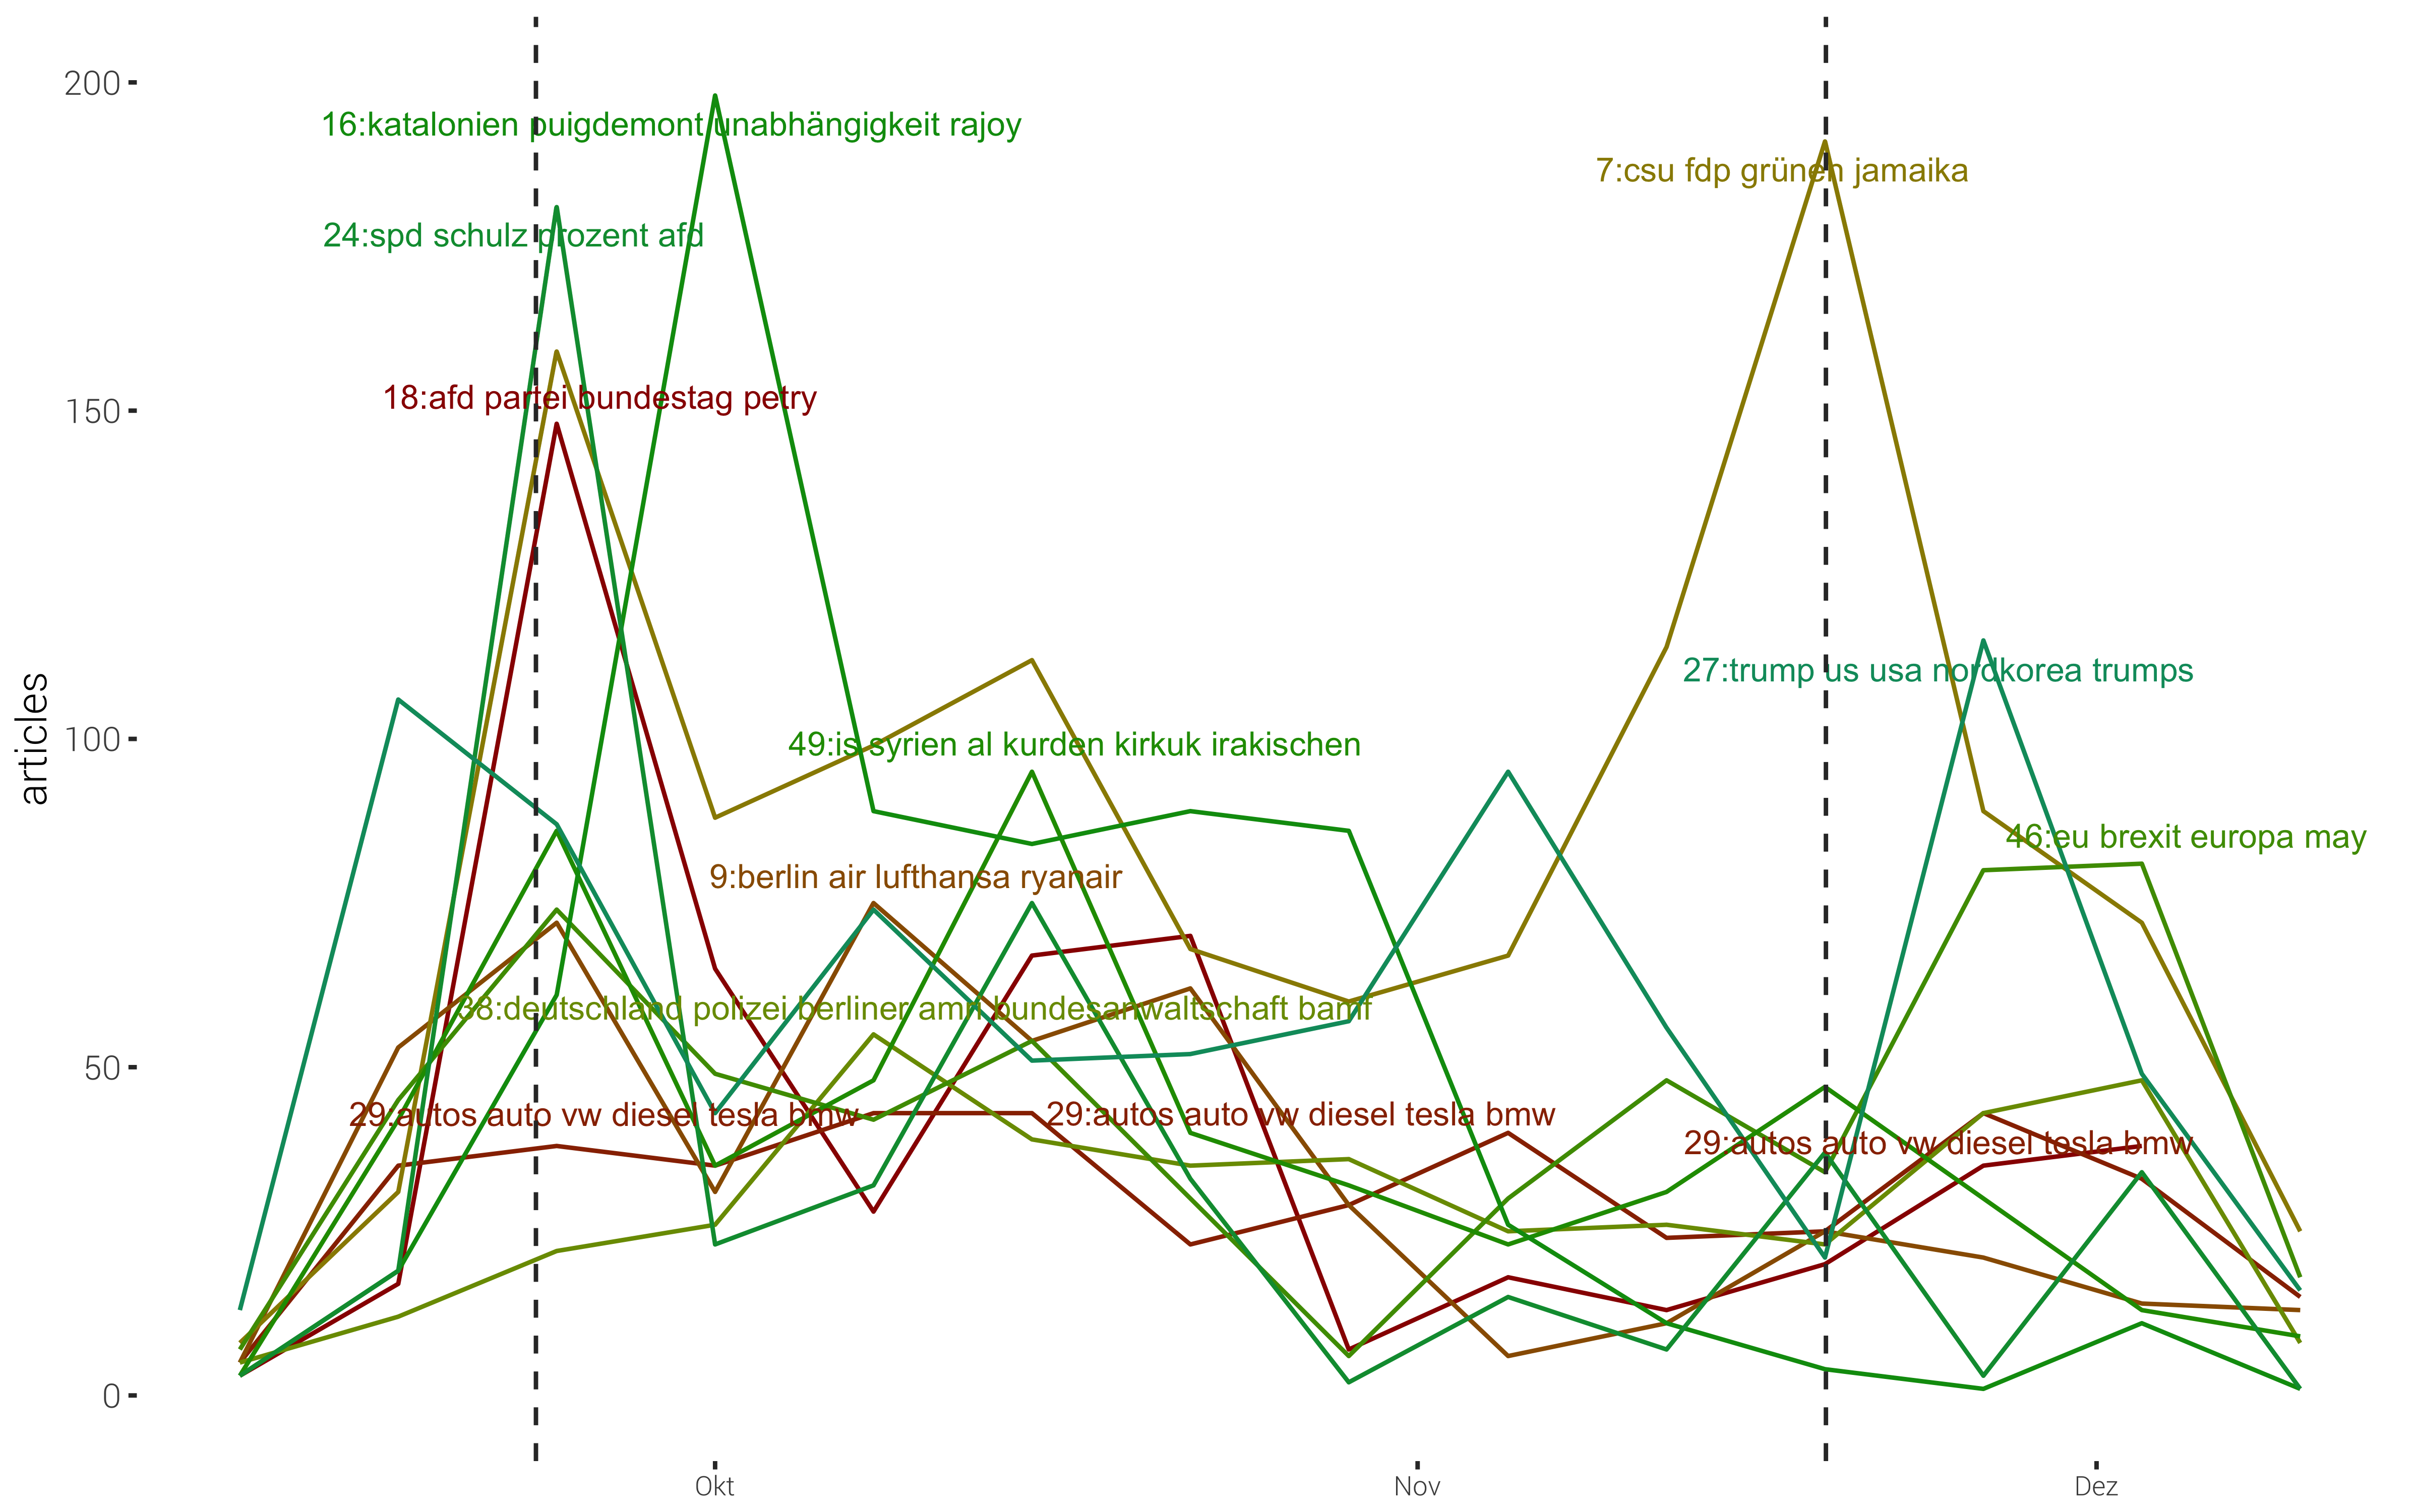 200
16:katalonien puigdemont unabhängigkeit rajoy
7:csu fdp grünen jamaika
24:spd schulz prozent afd
18:afd partei bundestag petry
150
27:trump us usa nordkorea trumps
articles
100
49:is syrien al kurden kirkuk irakischen
46:eu brexit europa may
9:berlin air lufthansa ryanair
38:deutschland polizei berliner amri bundesanwaltschaft bamf
50
29:autos auto vw diesel tesla bmw
29:autos auto vw diesel tesla bmw
29:autos auto vw diesel tesla bmw
0
Okt
Nov
Dez